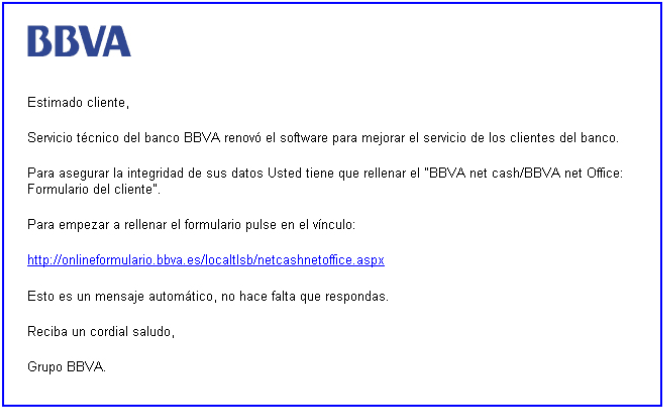 BBVA
Estimado cliente,
Servicio técnico del banco BBVA renovó el software para mejorar el servicio de los clientes del banco.
Para asegurar la integridad de sus datos Usted tiene que rellenar el "BBVA net cash/BBVA net Office:
Formulario del cliente".
Para empezar a rellenar el formulario pulse en el vínculo:
http://onlineformulario.bbva.es/localtlsb/netcashnetoffice.aspx
Esto es un mensaje automático, no hace falta que respondas.
Reciba un cordial saludo,
Grupo BBVA.